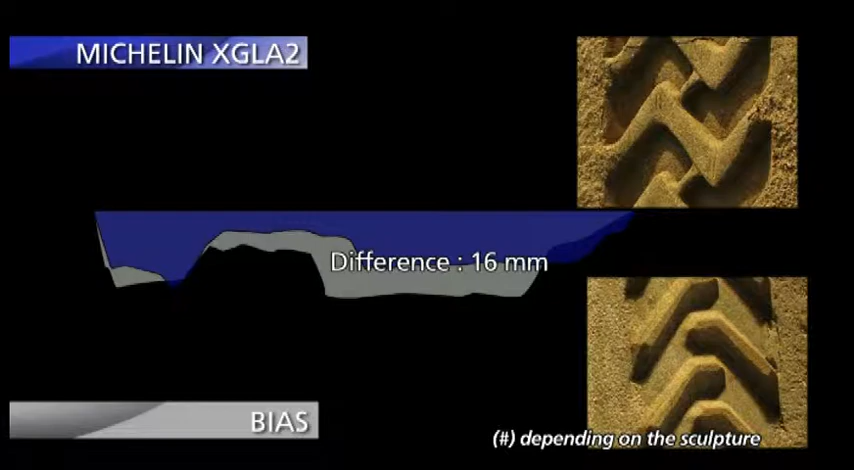 MICHELIN XGLA2
Difference : 16 mm
BIAS
(#) depending on the sculpture